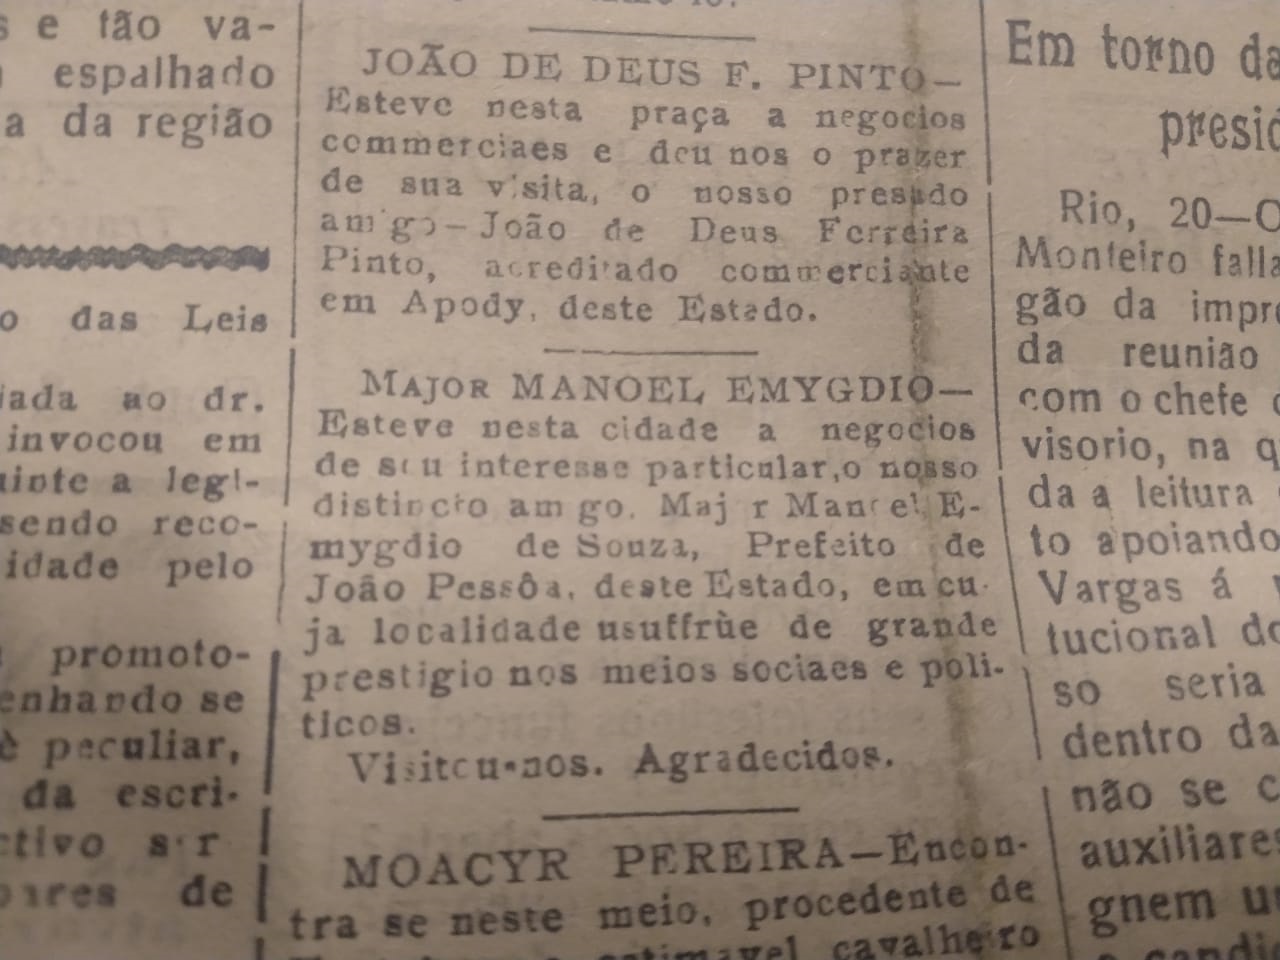 s e tão va-
espalhado
a da região
o das Leis
iada ao dr.
invocou em
uinte a legi-
sendo reco-
idade pelo
promoto-
enhando se
è peculiar,
da escri-
ctivo ser
de
JOÃO DE DEUS F. PINTO—
Esteve nesta praça a negocios
commerciaes e deu nos o prazer
de sua visita, o nosso presado
amigo—João de Deus Ferreira
Pinto, acreditado commerciante
em Apody, deste Estado.
MAJOR MANOEL EMYGDIO—
Esteve nesta cidade a negocios
de seu interesse particular,o nosso
distincto am go. Maj r Manoel E-
mygdio de Souza, Prefeito de
João Pessôa, deste Estado, em cu-
ja localidade usuffrùe de grande
prestigio nos meios sociaes e poli-
ticos.
Visitou-nos. Agradecidos.
MOACYR PEREIRA—Encon-
tra se neste meio, procedente de
cavalheiro
Em torno da
presid
Rio, 20—O
Monteiro falla
gão da impre
da reunião
com o chefe
visorio, na q
da a leitura
to apoiando
Vargas á
tucional do
so seria
dentro da
não se c
auxiliares
gnem um